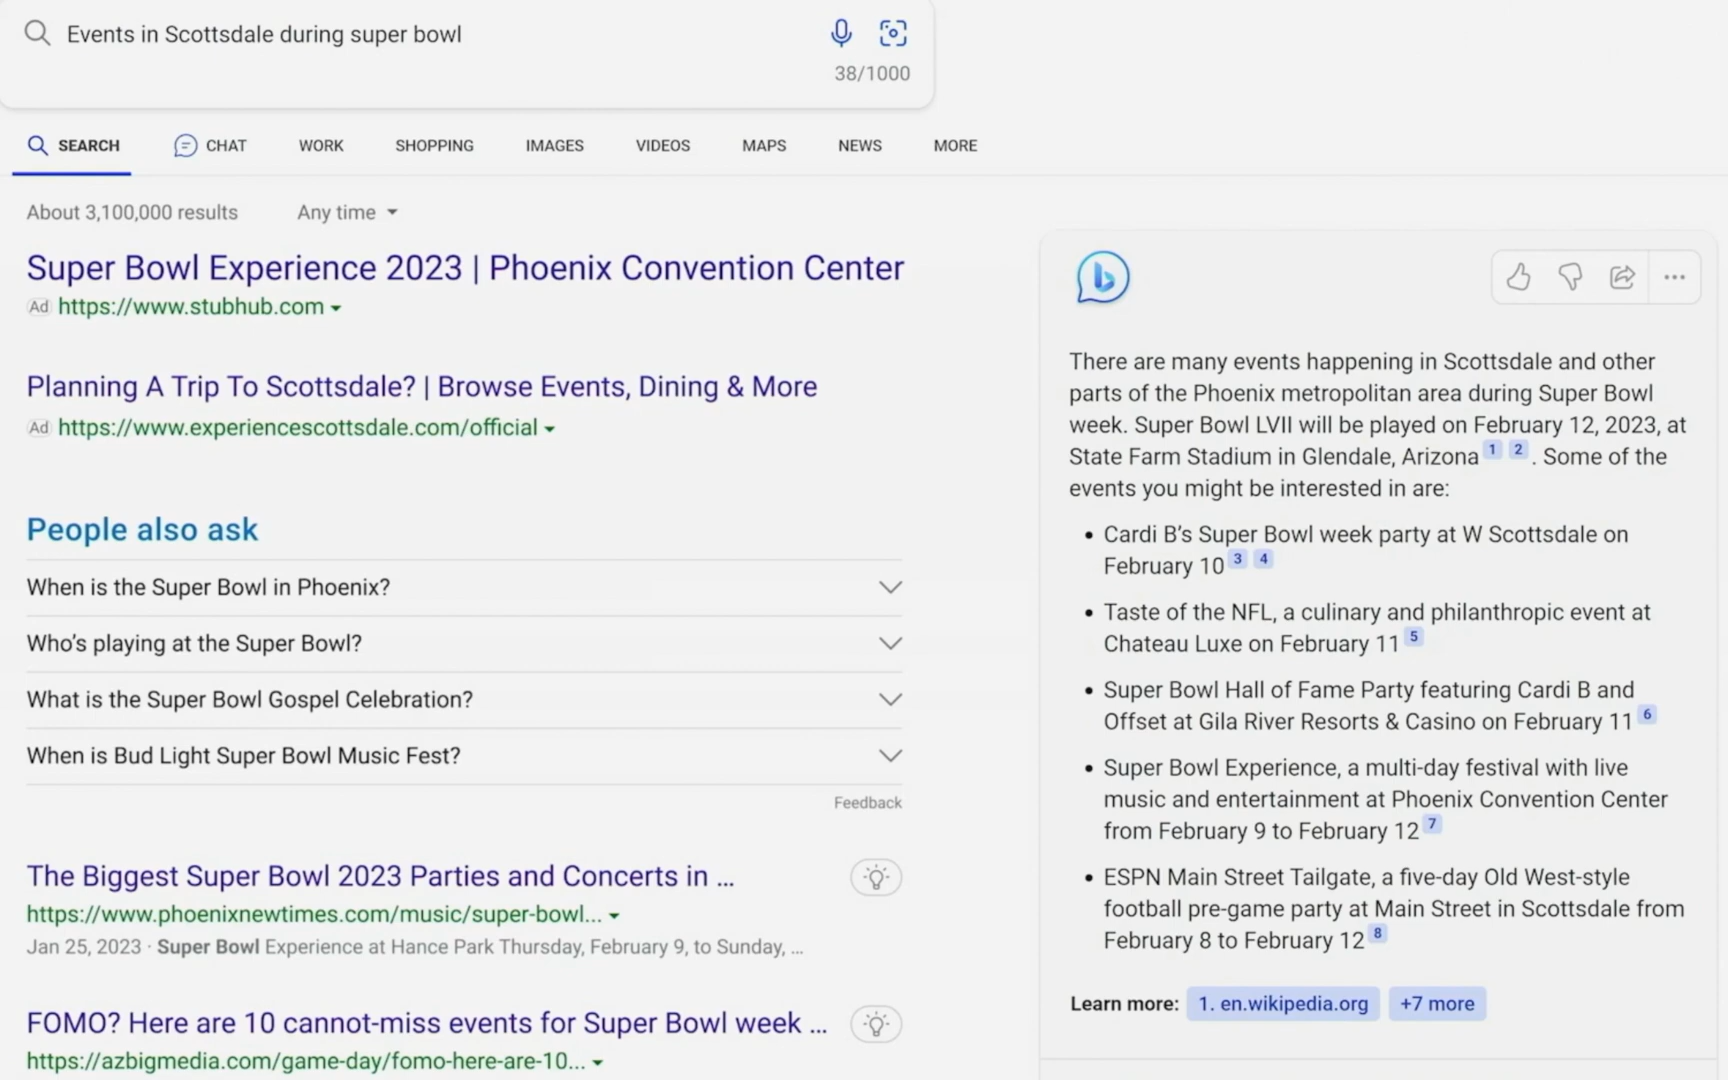 Events in Scottsdale during super bowl
38/1000
SEARCH CHAT WORK SHOPPING IMAGES VIDEOS MAPS NEWS MORE
About 3,100,000 results Any time
Super Bowl Experience 2023 | Phoenix Convention Center
Ad https://www.stubhub.com
Planning A Trip To Scottsdale? | Browse Events, Dining & More
Ad https://www.experiencescottsdale.com/official
People also ask
When is the Super Bowl in Phoenix?
Who’s playing at the Super Bowl?
What is the Super Bowl Gospel Celebration?
When is Bud Light Super Bowl Music Fest?
Feedback
The Biggest Super Bowl 2023 Parties and Concerts in ...
https://www.phoenixnewtimes.com/music/super-bowl...
Jan 25, 2023 · Super Bowl Experience at Hance Park Thursday, February 9, to Sunday, ...
FOMO? Here are 10 cannot-miss events for Super Bowl week ...
https://azbigmedia.com/game-day/fomo-here-are-10...
b
There are many events happening in Scottsdale and other
parts of the Phoenix metropolitan area during Super Bowl
week. Super Bowl LVII will be played on February 12, 2023, at
State Farm Stadium in Glendale, Arizona 1 2 . Some of the
events you might be interested in are:
• Cardi B’s Super Bowl week party at W Scottsdale on
February 10 3 4
• Taste of the NFL, a culinary and philanthropic event at
Chateau Luxe on February 11 5
• Super Bowl Hall of Fame Party featuring Cardi B and
Offset at Gila River Resorts & Casino on February 11 6
• Super Bowl Experience, a multi-day festival with live
music and entertainment at Phoenix Convention Center
from February 9 to February 12 7
• ESPN Main Street Tailgate, a five-day Old West-style
football pre-game party at Main Street in Scottsdale from
February 8 to February 12 8
Learn more: 1. en.wikipedia.org +7 more